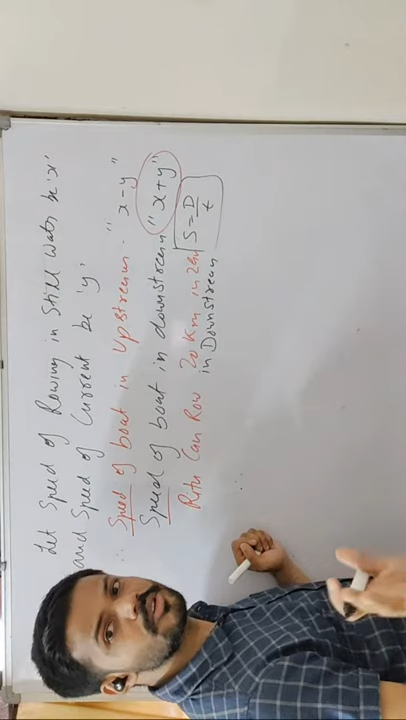 Let Speed of Rowing in Still Water be 'x'
and Speed of Current be 'y'
∴ Speed of boat in Upstream - " x-y "
Speed of boat in downstream " x+y "
Ritu Can Row 20 Km in 2hr
in Downstream
S = D/t